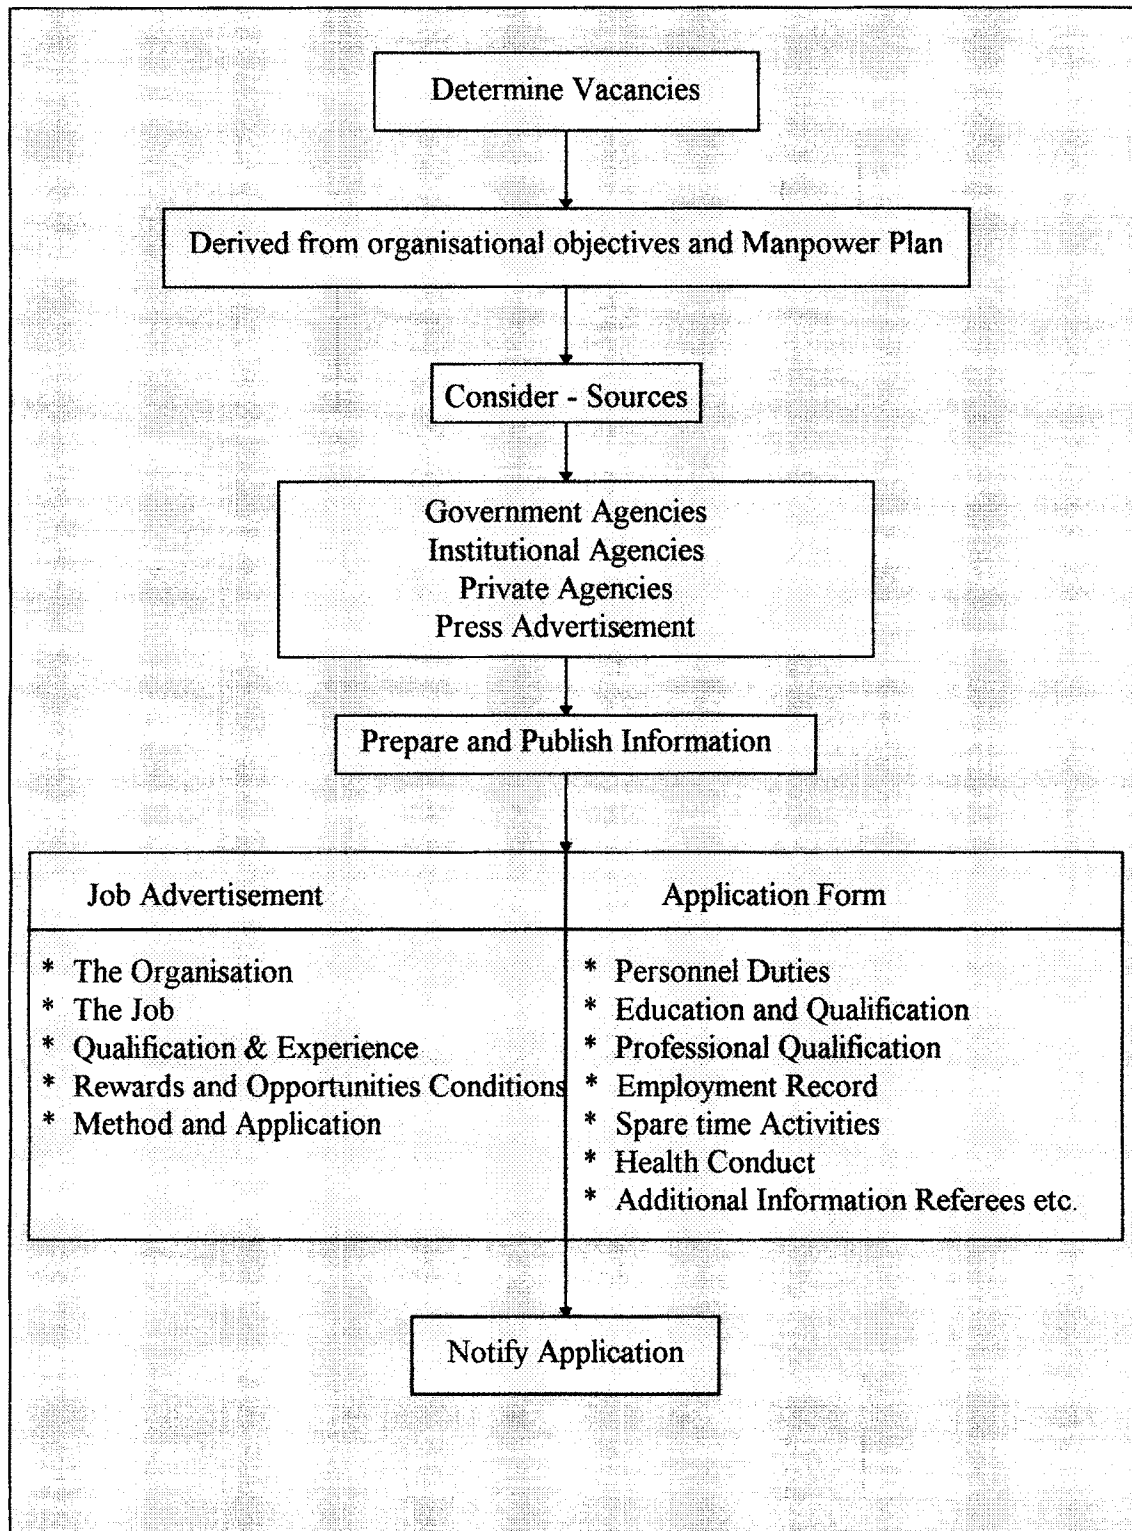 Determine Vacancies
Derived from organisational objectives and Manpower Plan
Consider - Sources
Government Agencies
Institutional Agencies
Private Agencies
Press Advertisement
Prepare and Publish Information
Job Advertisement
* The Organisation
* The Job
* Qualification & Experience
* Rewards and Opportunities Conditions
* Method and Application
Application Form
* Personnel Duties
* Education and Qualification
* Professional Qualification
* Employment Record
* Spare time Activities
* Health Conduct
* Additional Information Referees etc.
Notify Application